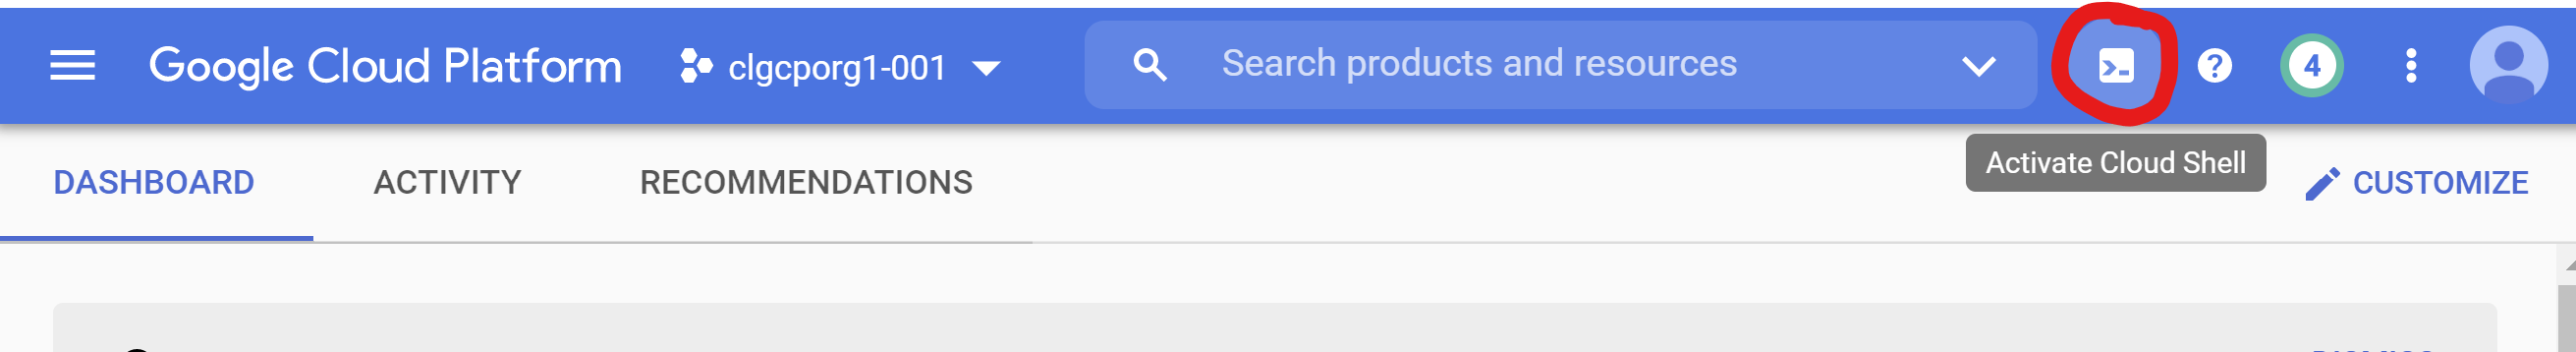 Google Cloud Platform clgcporg1-001 Search products and resources ? 4
Activate Cloud Shell
DASHBOARD ACTIVITY RECOMMENDATIONS CUSTOMIZE